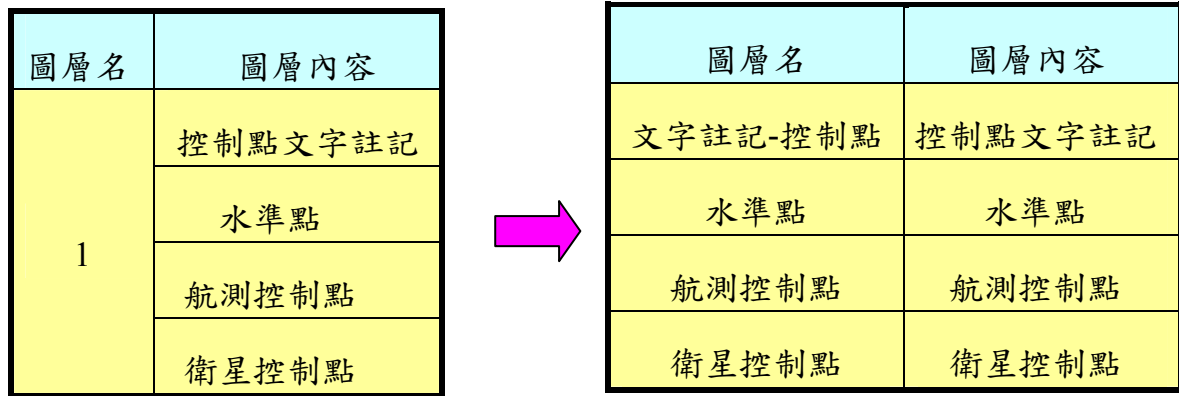 圖層名 圖層內容
1 控制點文字註記
水準點
航測控制點
衛星控制點
圖層名 圖層內容
文字註記-控制點 控制點文字註記
水準點 水準點
航測控制點 航測控制點
衛星控制點 衛星控制點